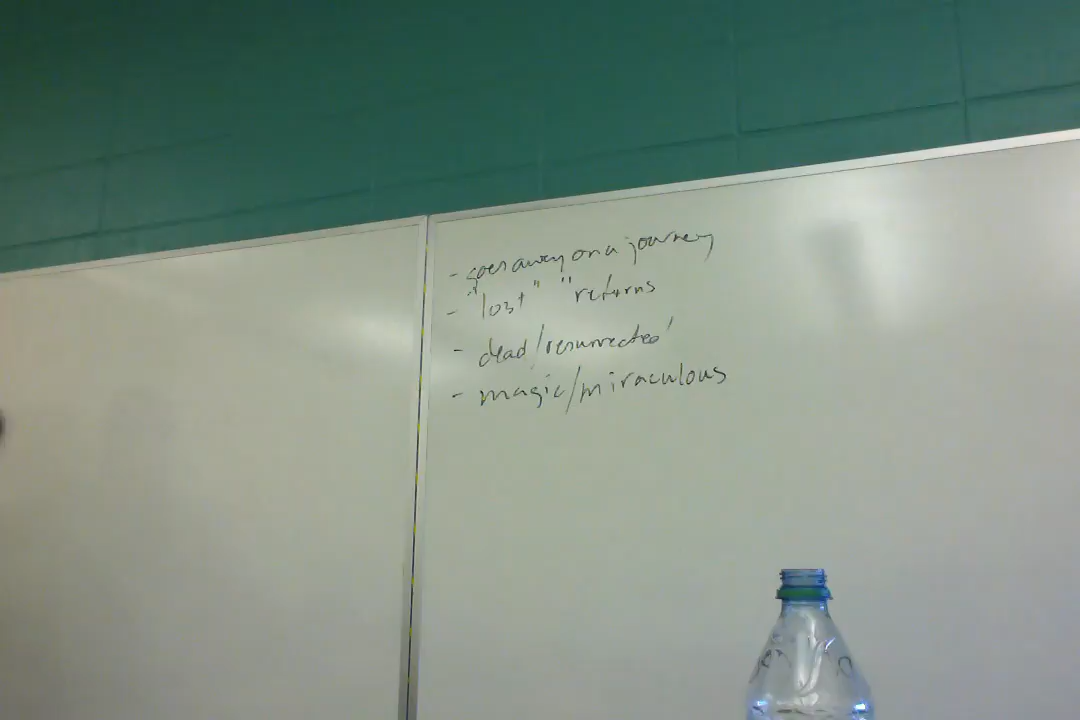 - goes away on a journey
- "lost" "returns
- dead/resurrected
- magic/miraculous